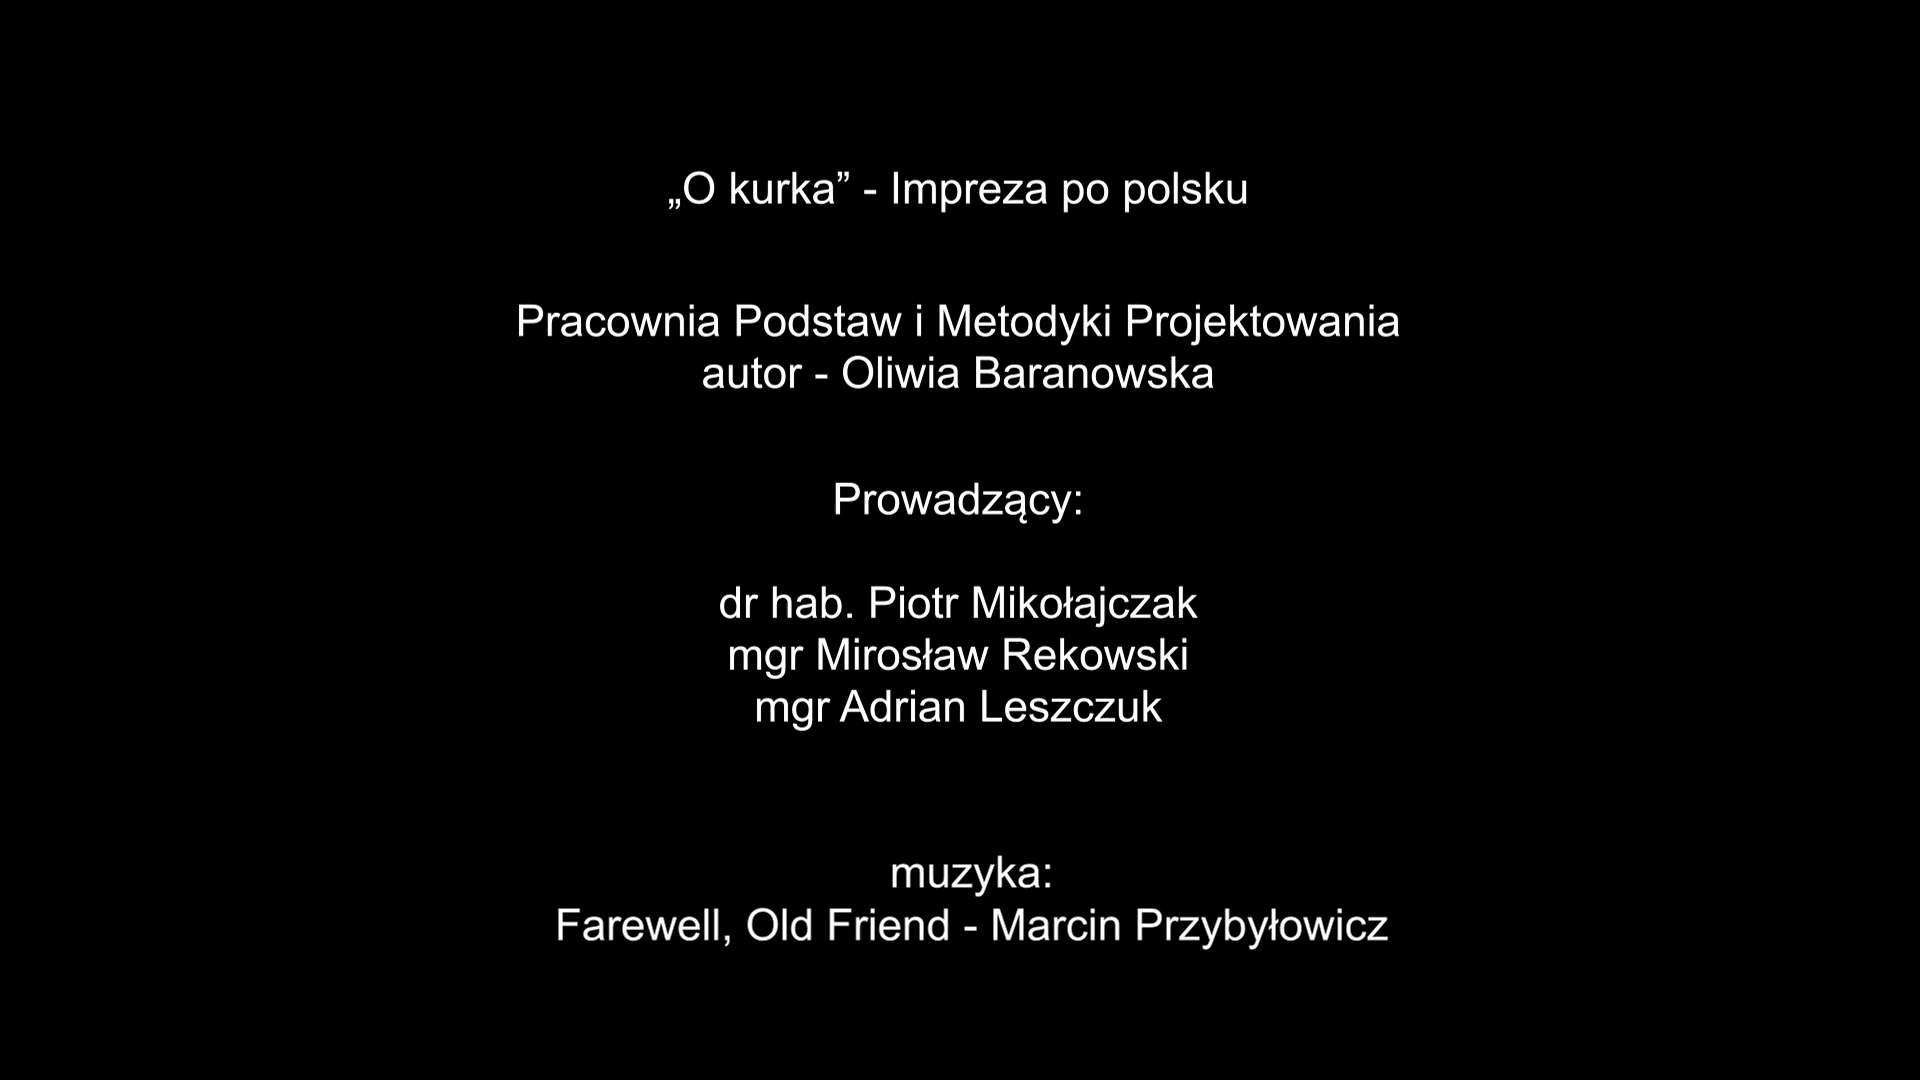 „O kurka” - Impreza po polsku
Pracownia Podstaw i Metodyki Projektowania
autor - Oliwia Baranowska
Prowadzący:
dr hab. Piotr Mikołajczak
mgr Mirosław Rekowski
mgr Adrian Leszczuk
muzyka:
Farewell, Old Friend - Marcin Przybyłowicz